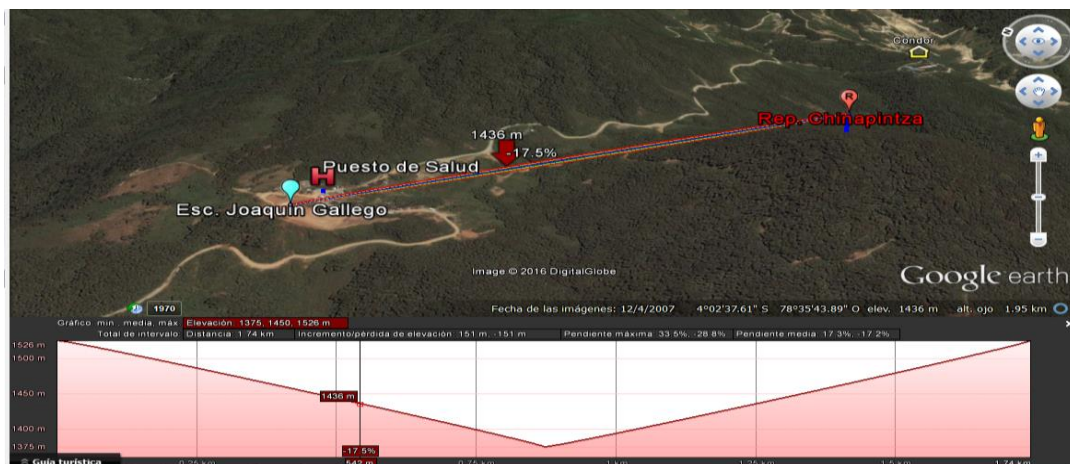 Condor
Rep. Chinapintza
1436 m
-17.5%
Puesto de Salud
H
R
Esc. Joaquin Gallego
Image © 2016 DigitalGlobe
Google earth
1970
Fecha de las imágenes: 12/4/2007 4°02'37.61" S 78°35'43.89" O elev. 1436 m alt. ojo 1.95 km
Gráfico min. media, máx Elevación: 1375, 1450, 1526 m
Total de intervalo: Distancia: 1.74 km Incremento/pérdida de elevación: 151 m, -151 m Pendiente máxima: 33.5%, -28.8% Pendiente media: 17.3%, -17.2%
1526 m
1500 m
1450 m
1436 m
1400 m
1375 m
-17.5%
Guía turística
0.25 km 542 m 0.75 km 1 km 1.25 km 1.5 km 1.74 km